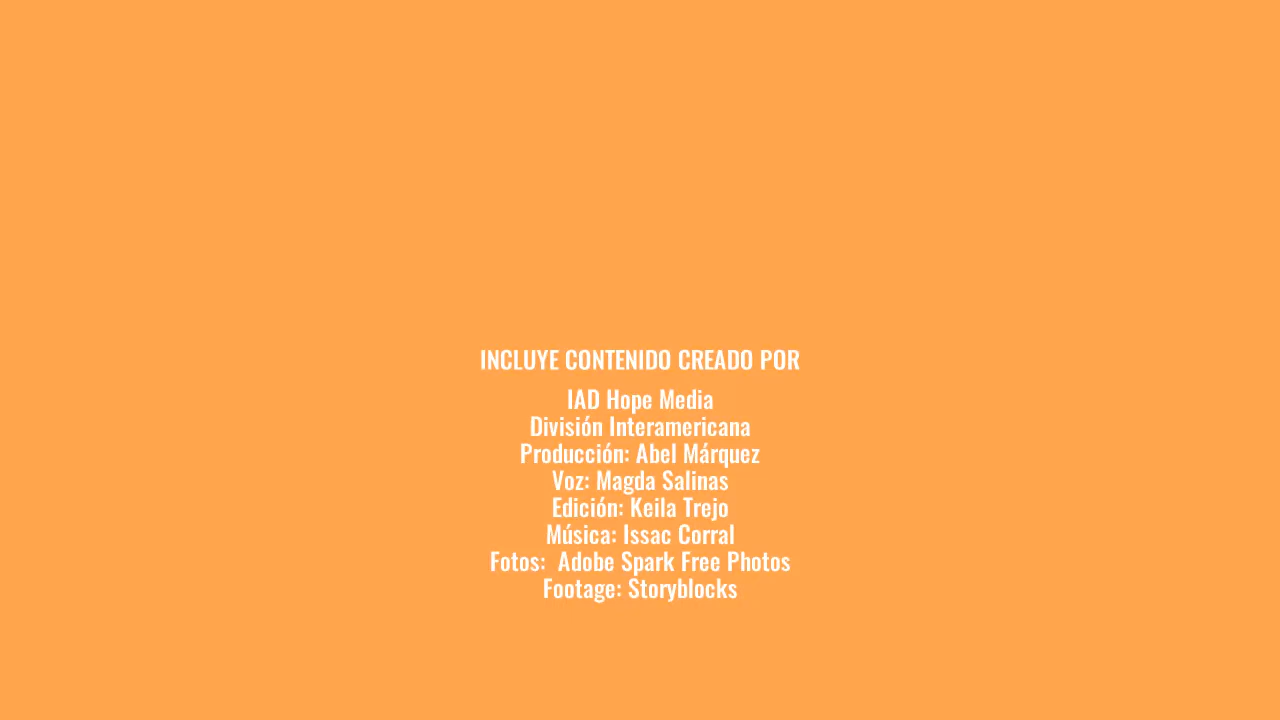 INCLUYE CONTENIDO CREADO POR
IAD Hope Media
División Interamericana
Producción: Abel Márquez
Voz: Magda Salinas
Edición: Keila Trejo
Música: Issac Corral
Fotos:  Adobe Spark Free Photos
Footage: Storyblocks